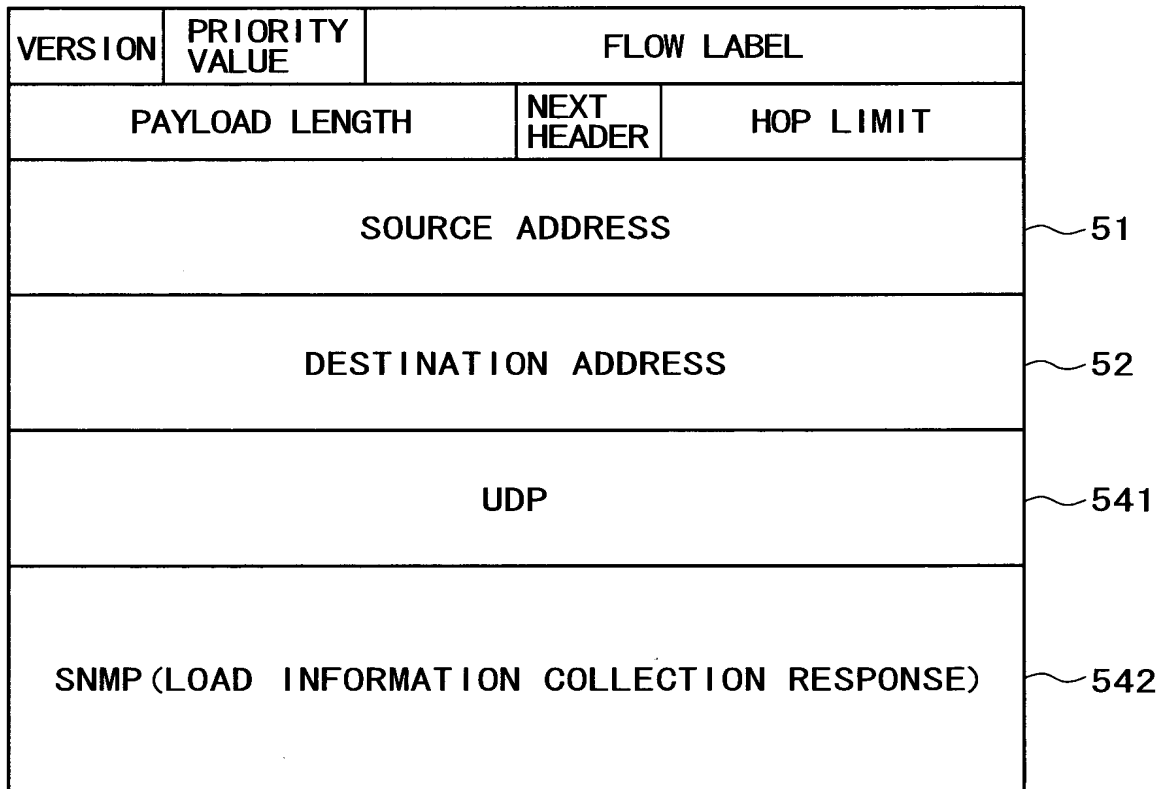 VERSION PRIORITY VALUE FLOW LABEL
PAYLOAD LENGTH NEXT HEADER HOP LIMIT
SOURCE ADDRESS 51
DESTINATION ADDRESS 52
UDP 541
SNMP(LOAD INFORMATION COLLECTION RESPONSE) 542